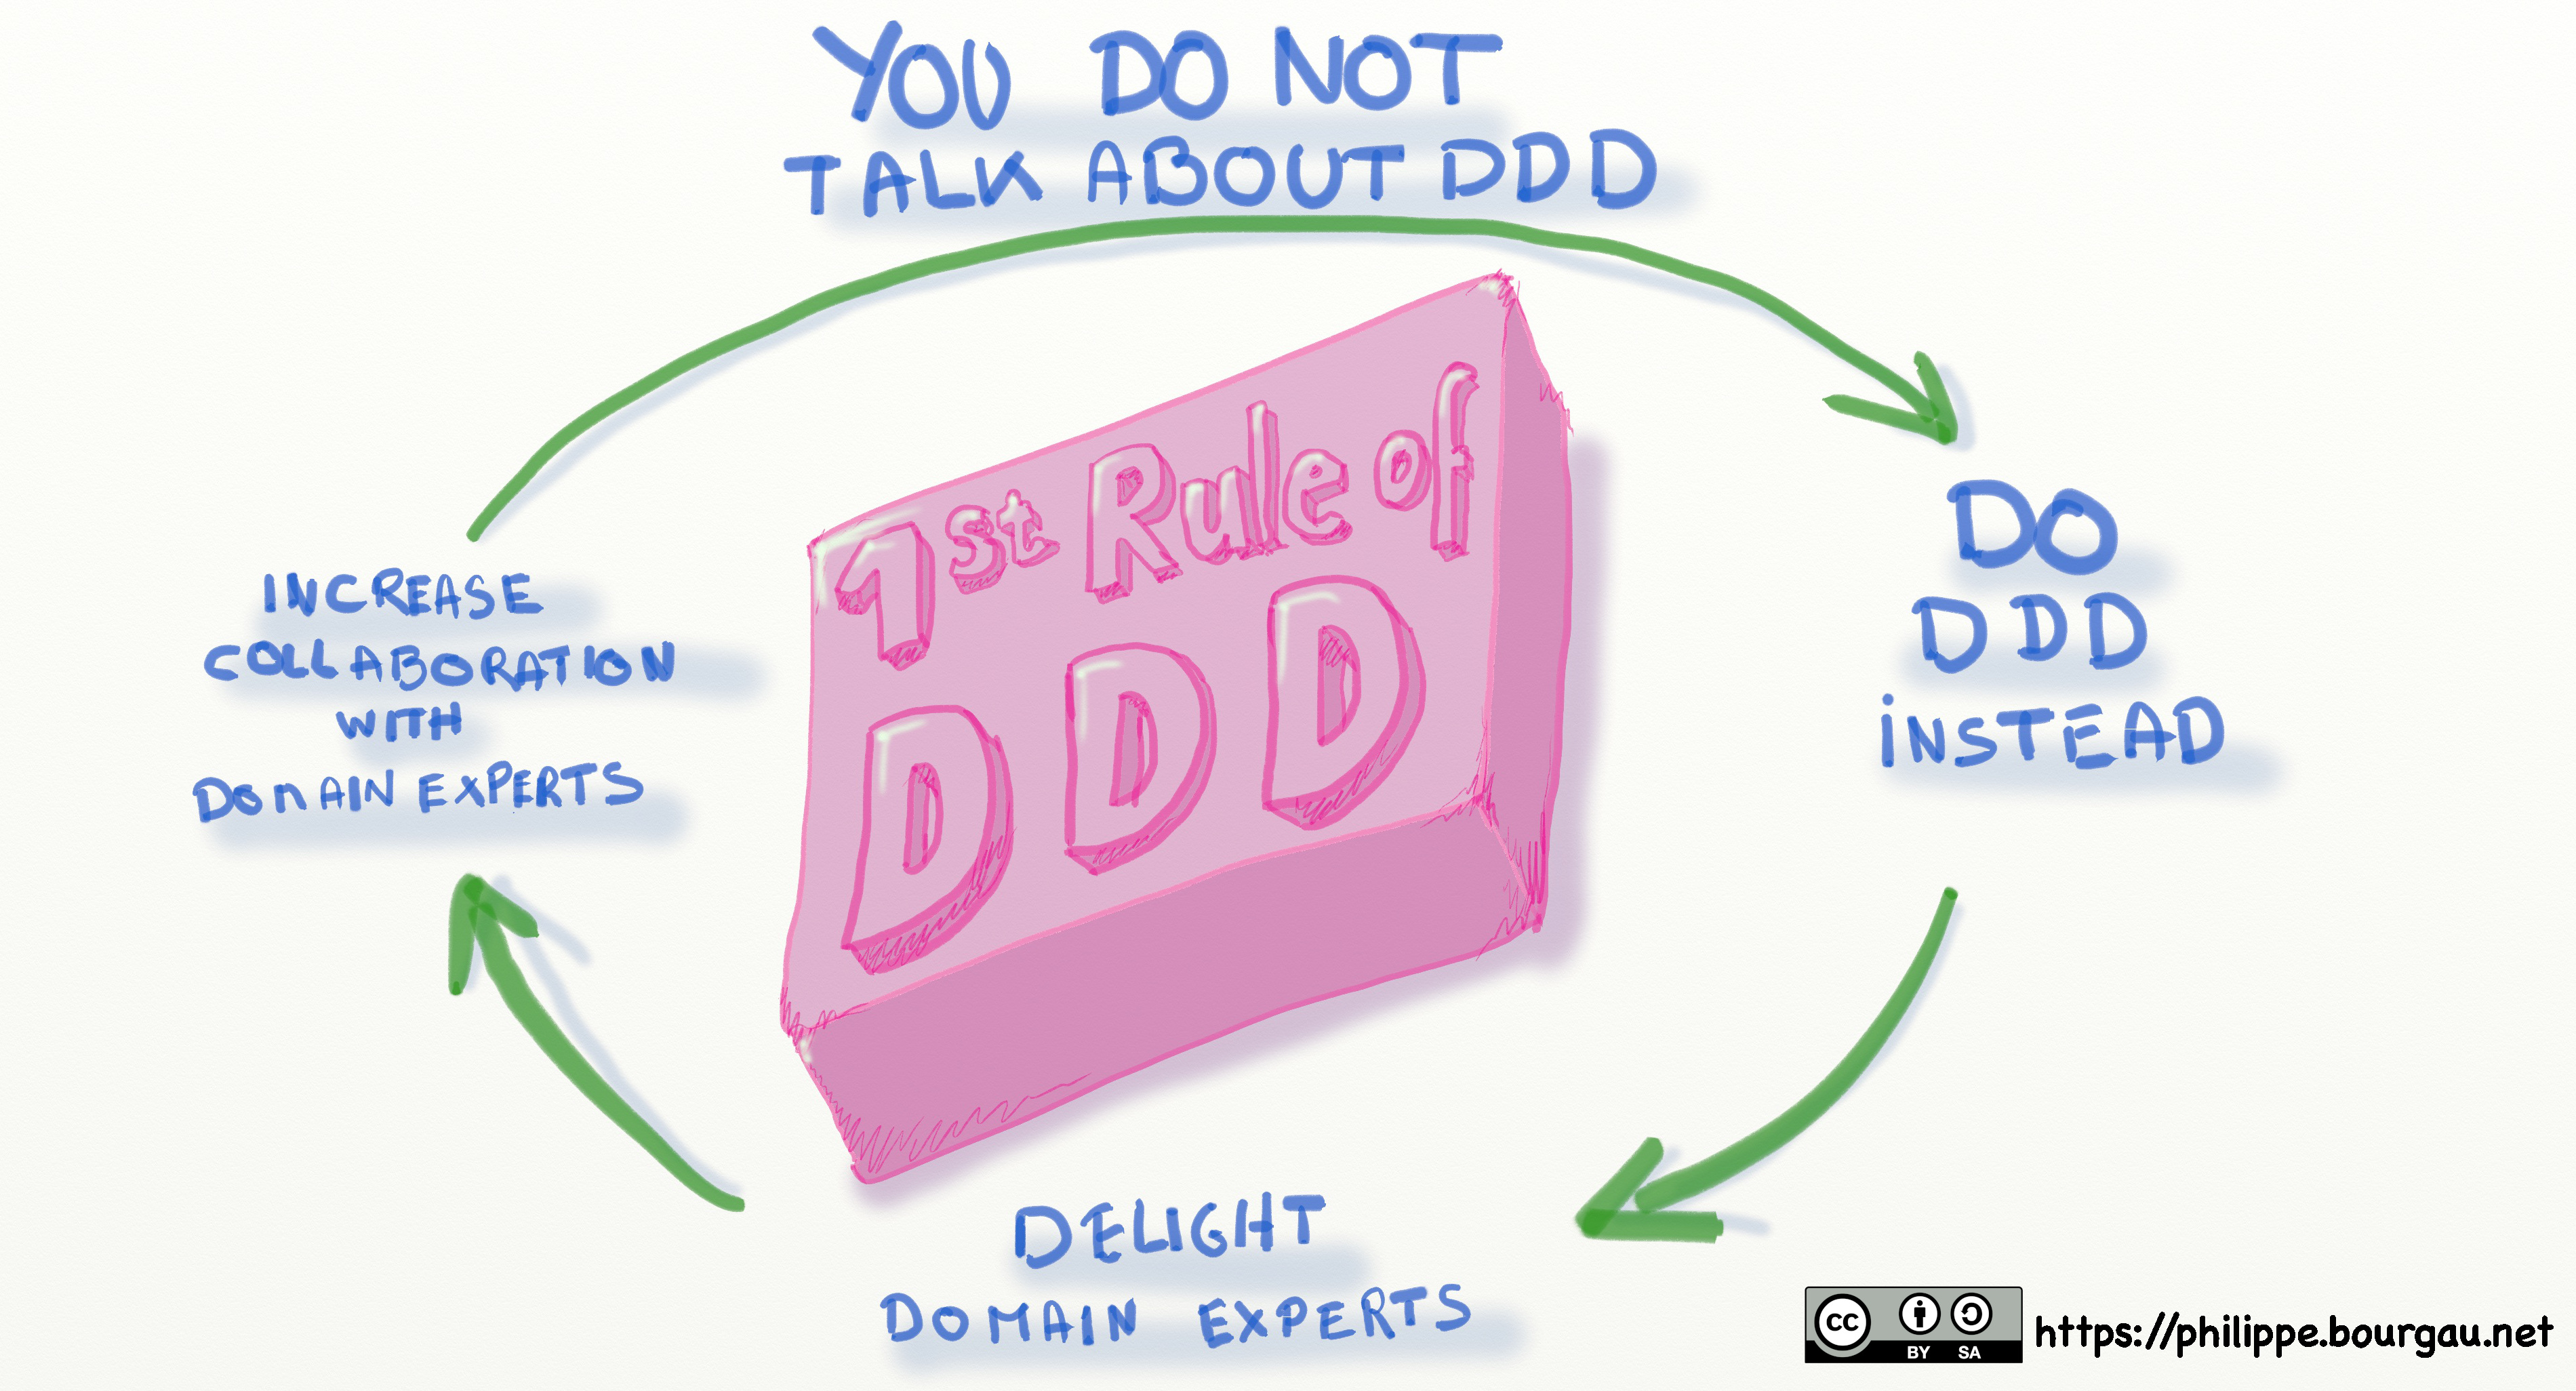 YOU DO NOT
TALK ABOUT DDD
1st Rule of
DDD
DO
DDD
iNSTEAD
INCREASE
COLLABORATION
WITH
DOMAIN EXPERTS
DELIGHT
DOMAIN EXPERTS
cc
BY SA
https://philippe.bourgau.net